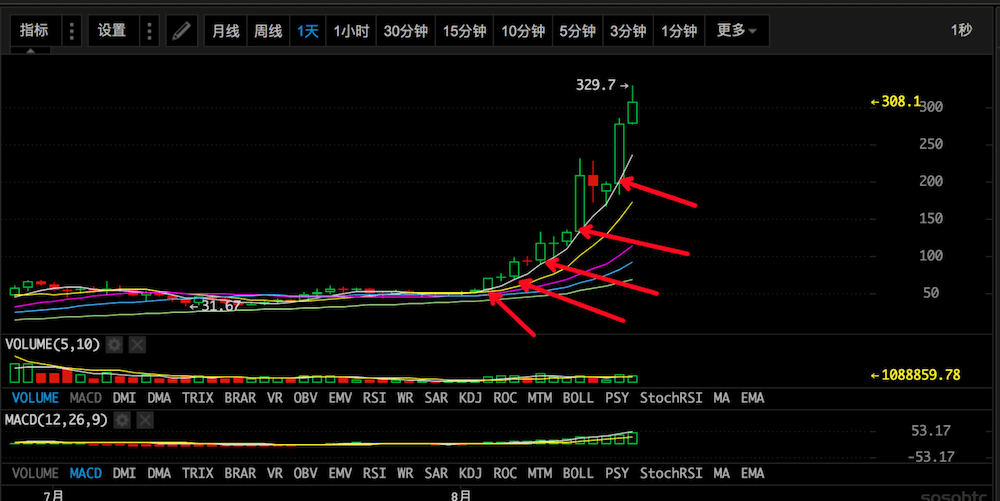 指标 设置 月线 周线 1天 1小时 30分钟 15分钟 10分钟 5分钟 3分钟 1分钟 更多 1秒
329.7→
←308.1
300
250
200
150
100
50
←31.67
VOLUME(5,10)
←1088859.78
VOLUME MACD DMI DMA TRIX BRAR VR OBV EMV RSI WR SAR KDJ ROC MTM BOLL PSY StochRSI MA EMA
MACD(12,26,9)
53.17
-53.17
VOLUME MACD DMI DMA TRIX BRAR VR OBV EMV RSI WR SAR KDJ ROC MTM BOLL PSY StochRSI MA EMA
7月 8月 sosobtc